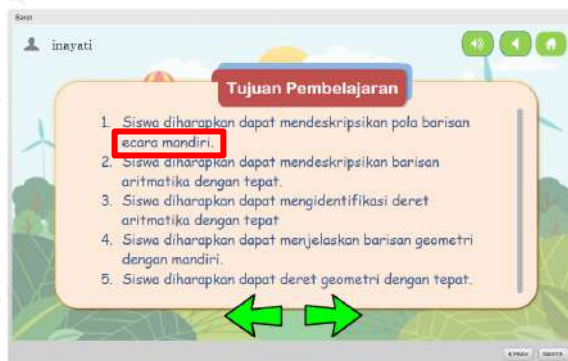 Baret
inayati
Tujuan Pembelajaran
1. Siswa diharapkan dapat mendeskripsikan pola barisan
ecara mandiri.
2. Siswa diharapkan dapat mendeskripsikan barisan
aritmatika dengan tepat.
3. Siswa diharapkan dapat mengidentifikasi deret
aritmatika dengan tepat
4. Siswa diharapkan dapat menjelaskan barisan geometri
dengan mandiri.
5. Siswa diharapkan dapat deret geometri dengan tepat.